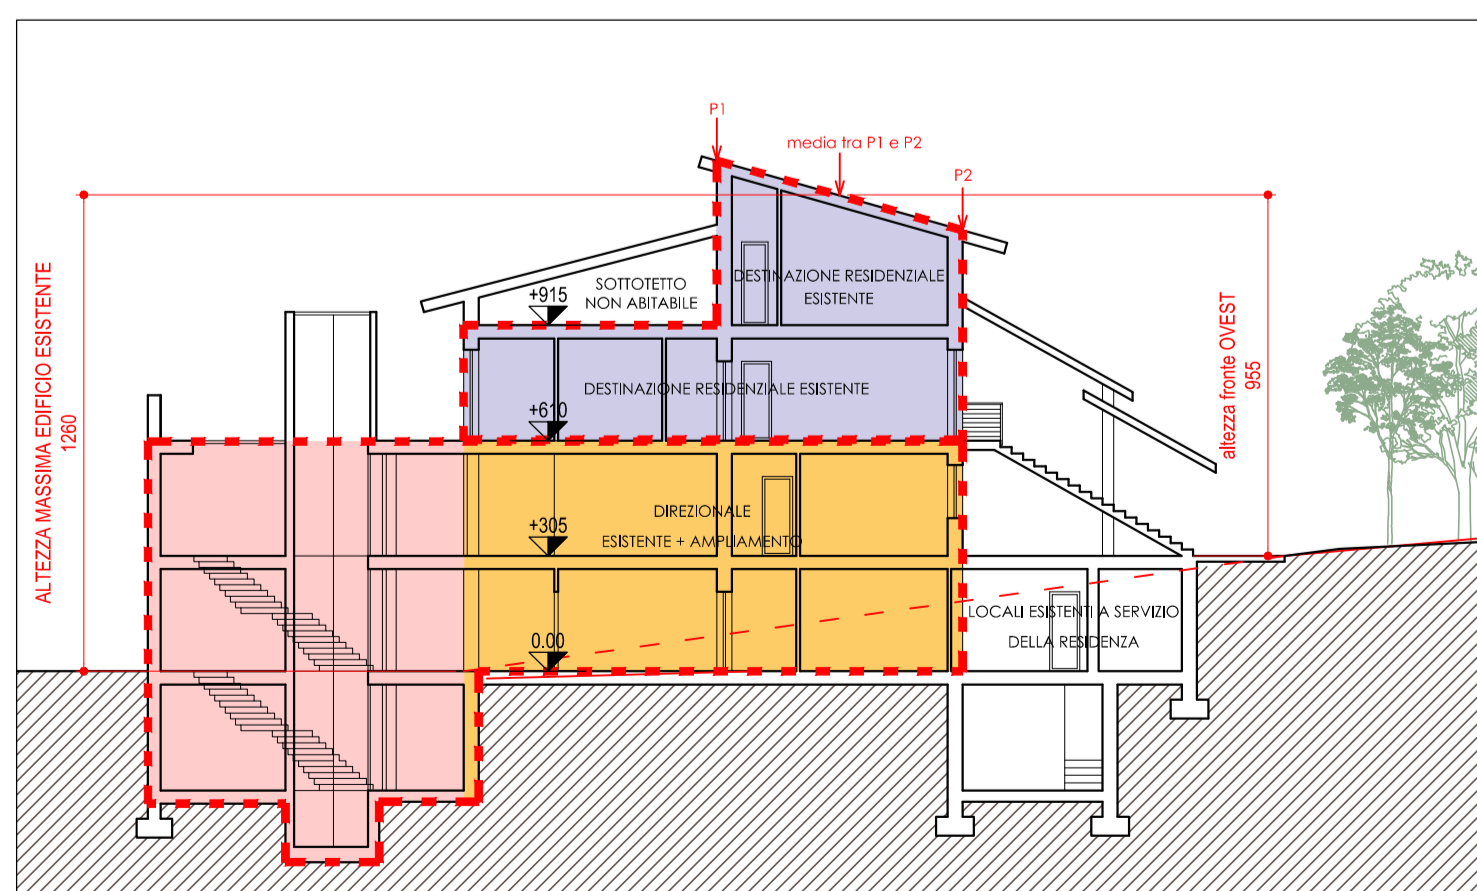 P1
media tra P1 e P2
P2
ALTEZZA MASSIMA EDIFICIO ESISTENTE
1260
altezza fronte OVEST
955
SOTTOTETTO
NON ABITABILE
+915
DESTINAZIONE RESIDENZIALE
ESISTENTE
DESTINAZIONE RESIDENZIALE ESISTENTE
+610
DIREZIONALE
ESISTENTE + AMPLIAMENTO
+305
LOCALI ESISTENTI A SERVIZIO
DELLA RESIDENZA
0.00